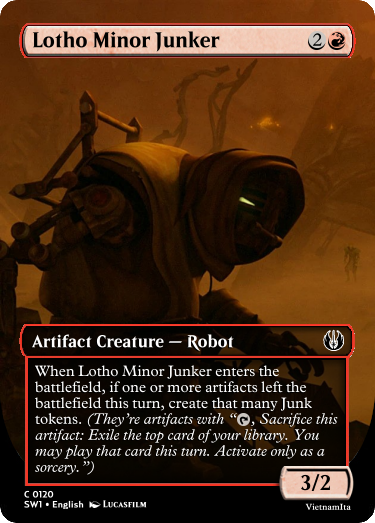 Lotho Minor Junker 2
Artifact Creature — Robot
When Lotho Minor Junker enters the
battlefield, if one or more artifacts left the
battlefield this turn, create that many Junk
tokens. (They're artifacts with “, Sacrifice this
artifact: Exile the top card of your library. You
may play that card this turn. Activate only as a
sorcery.”)
3/2
C 0120
SW1 • English LUCASFILM
VietnamIta